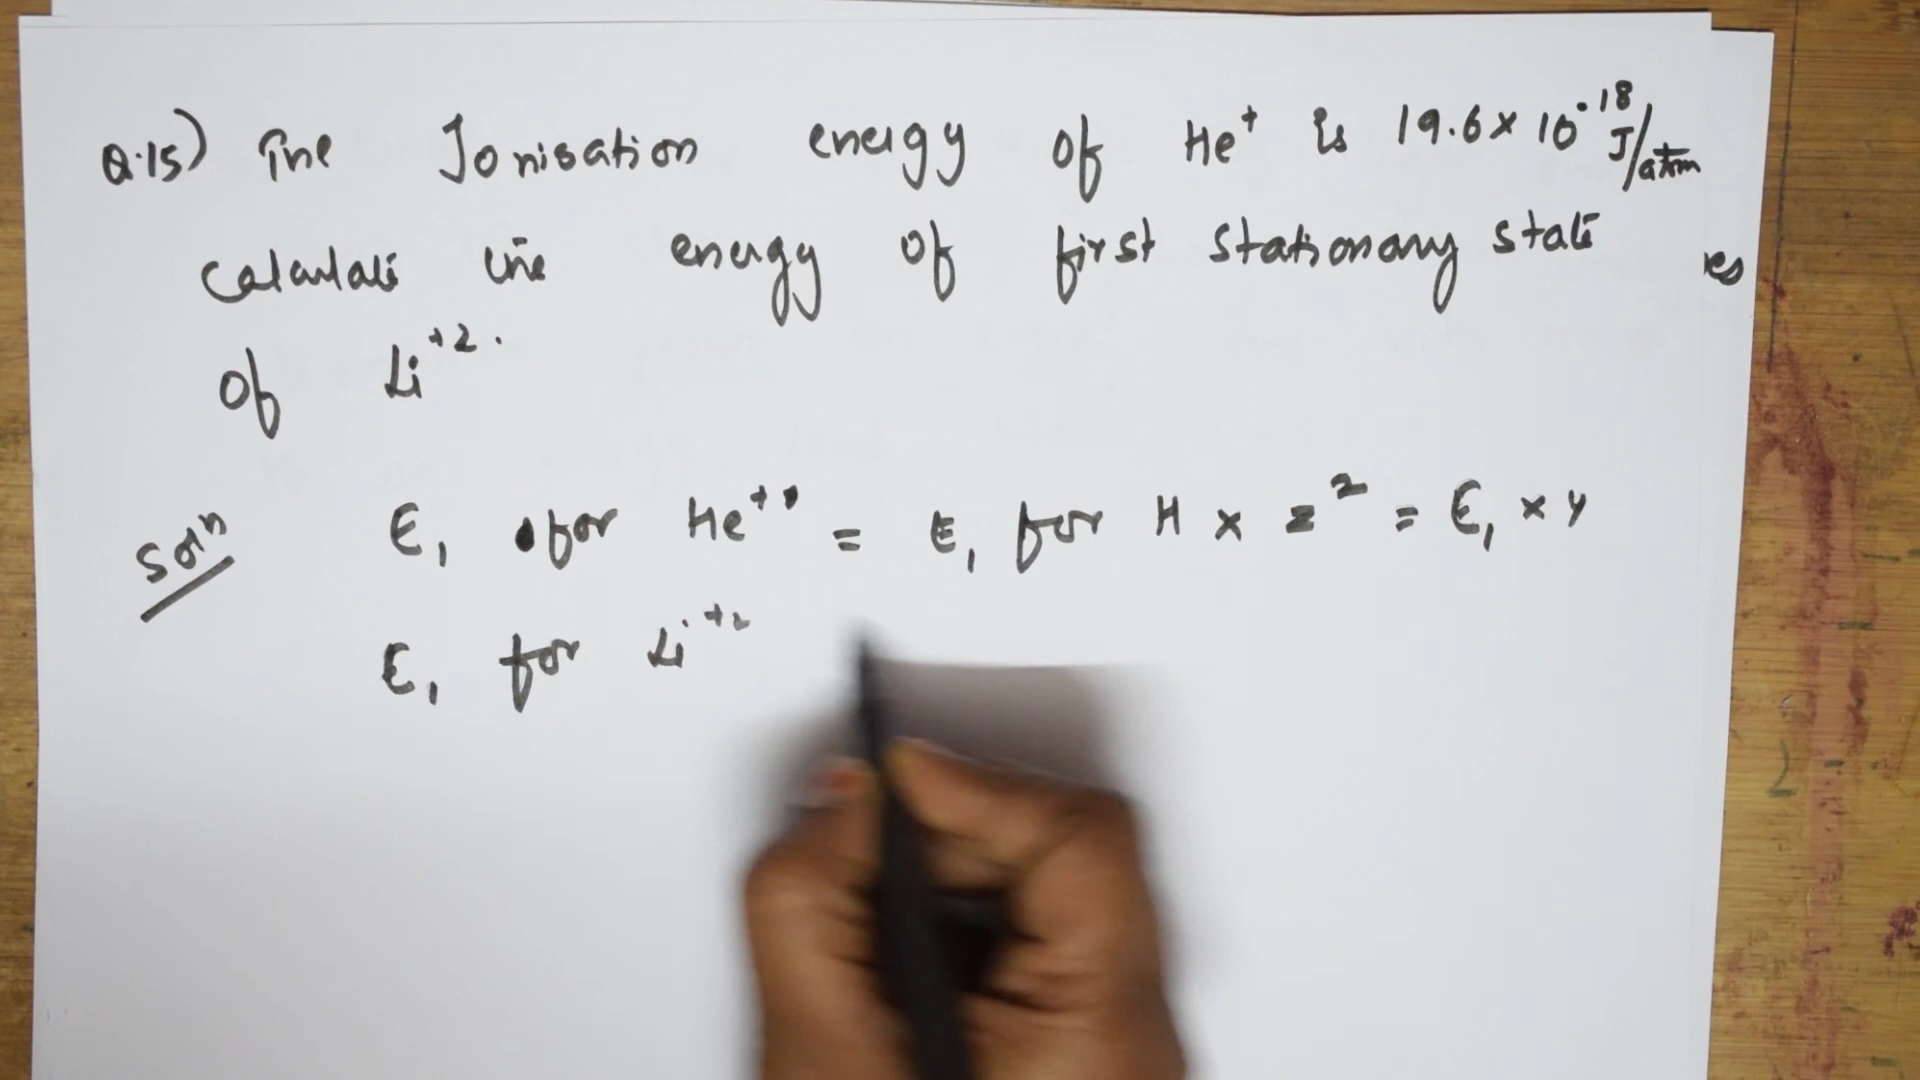 Q.15) The Ionisation energy of He⁺ is 19.6 × 10⁻¹⁸ J/atom
Calculate the energy of first stationary state
of Li⁺².
Solⁿ E₁ for He⁺ = E₁ for H × z² = E₁ × 4
E₁ for Li⁺²